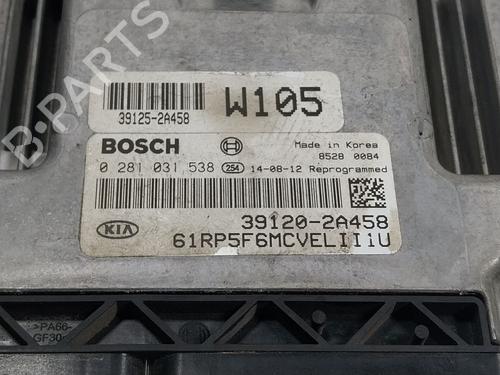 39125-2A458
W105
BOSCH
Made in Korea
8528 0084
0 281 031 538 254 14-08-12 Reprogrammed
39120-2A458
KIA
61RP5F6MCVELIIiU
>PA66-
GF30
B-PARTS